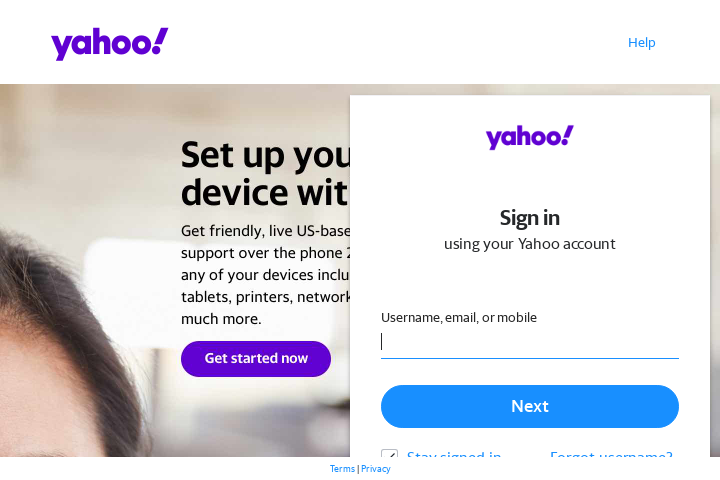 yahoo!
Help
Set up you
device wit
Get friendly, live US-base
support over the phone 2
any of your devices inclu
tablets, printers, network
much more.
Get started now
yahoo!
Sign in
using your Yahoo account
Username, email, or mobile
Next
Stay signed in
Forgot username?
Terms | Privacy